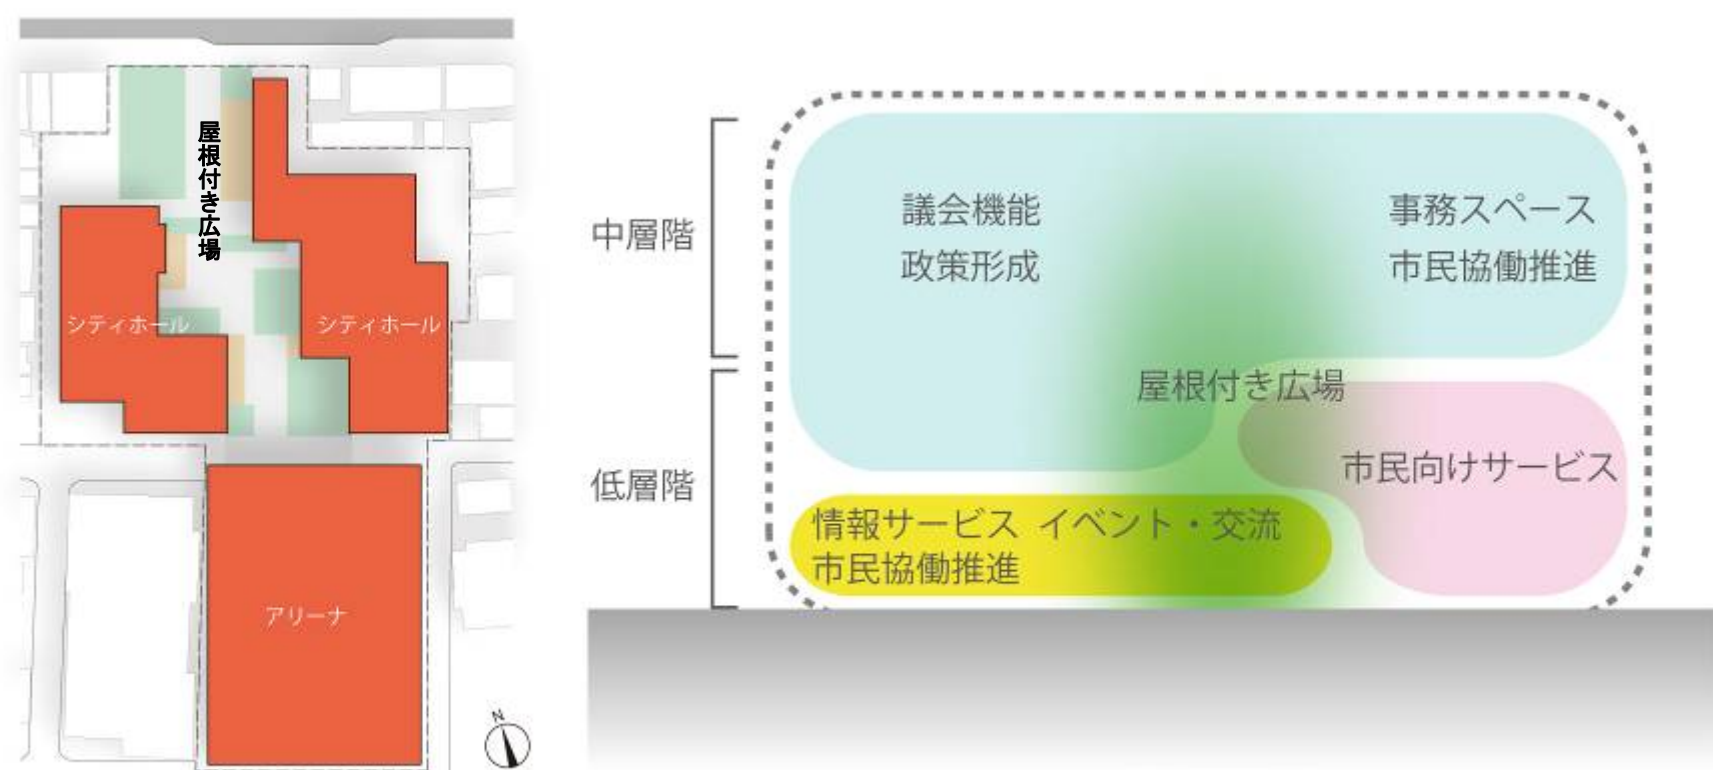 屋根付き広場
シティホール
シティホール
アリーナ
N
中層階
議会機能
政策形成
事務スペース
市民協働推進
屋根付き広場
低層階
市民向けサービス
情報サービス イベント・交流
市民協働推進